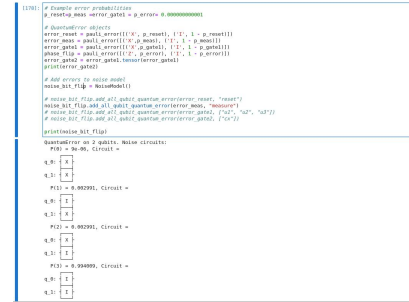 [178]: # Example error probabilities
p_reset=p_meas =error_gate1 = p_error= 0.00000000000001
# QuantumError objects
error_reset = pauli_error([('X', p_reset), ('I', 1 - p_reset)])
error_meas = pauli_error([('X',p_meas), ('I', 1 - p_meas)])
error_gate1 = pauli_error([('X',p_gate1), ('I', 1 - p_gate1)])
phase_flip = pauli_error([('Z', p_error), ('I', 1 - p_error)])
error_gate2 = error_gate1.tensor(error_gate1)
print(error_gate2)
# Add errors to noise model
noise_bit_flip = NoiseModel()
# noise_bit_flip.add_all_qubit_quantum_error(error_reset, "reset")
noise_bit_flip.add_all_qubit_quantum_error(error_meas, "measure")
# noise_bit_flip.add_all_qubit_quantum_error(error_gate1, ["u1", "u2", "u3"])
# noise_bit_flip.add_all_qubit_quantum_error(error_gate2, ["cx"])
print(noise_bit_flip)
QuantumError on 2 qubits. Noise circuits:
P(0) = 9e-06, Circuit =
q_0: X
q_1: X
P(1) = 0.002991, Circuit =
q_0: I
q_1: X
P(2) = 0.002991, Circuit =
q_0: X
q_1: I
P(3) = 0.994009, Circuit =
q_0: I
q_1: I